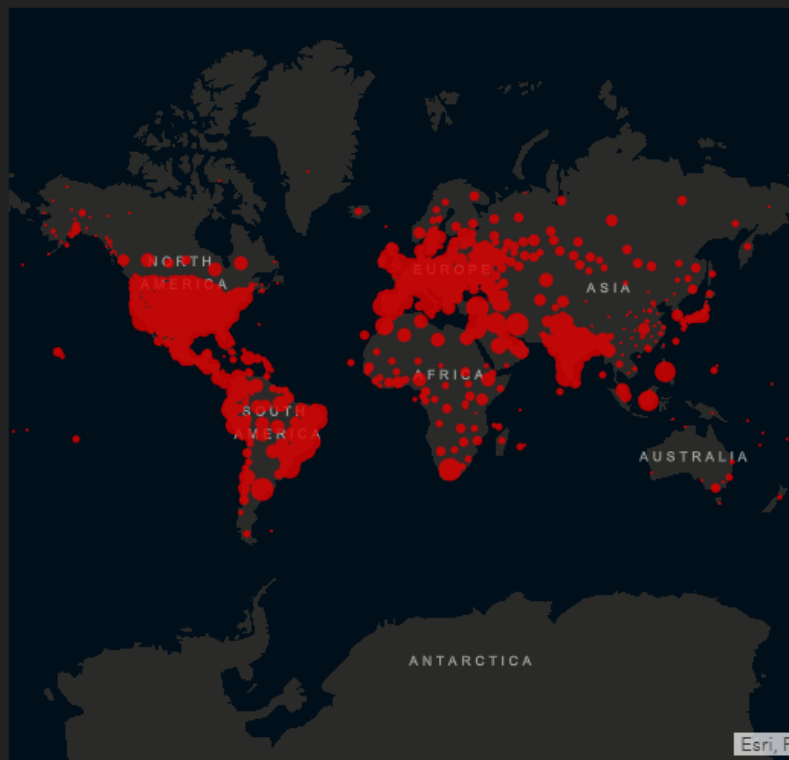 NORTH
AMERICA
EUROPE
ASIA
AFRICA
SOUTH
AMERICA
AUSTRALIA
ANTARCTICA
Esri,